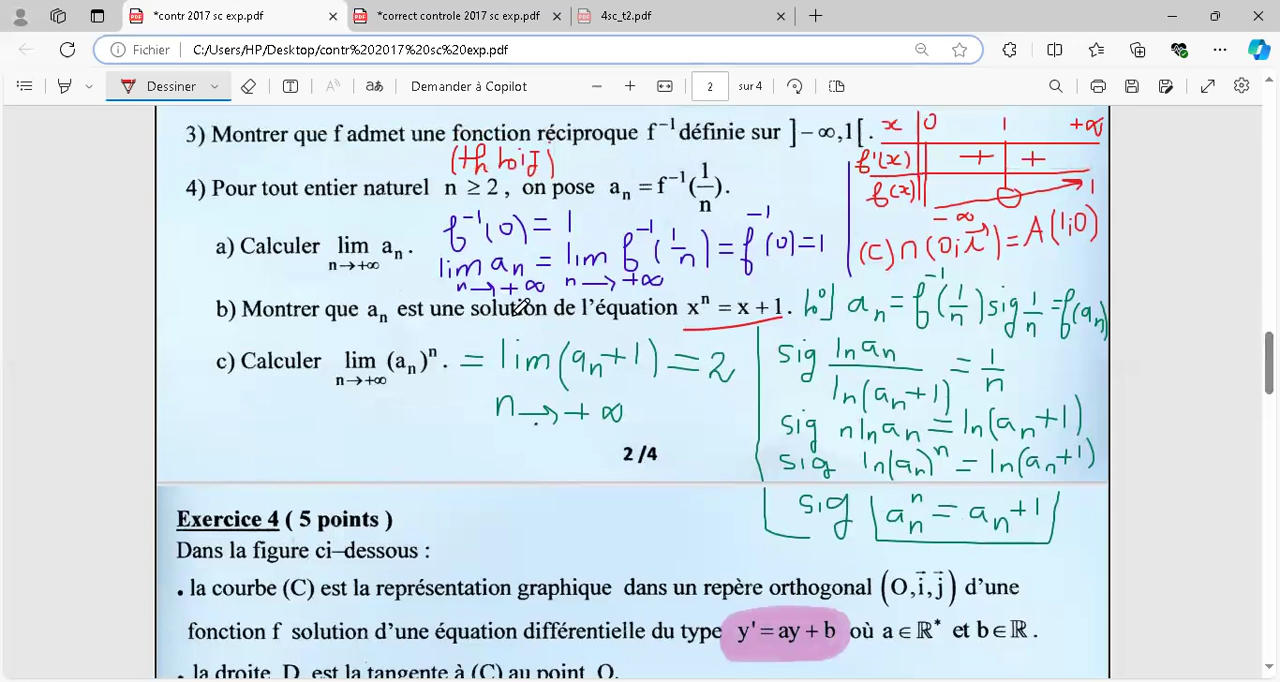 *contr 2017 sc exp.pdf
*correct controle 2017 sc exp.pdf
4sc_t2.pdf
Fichier C:/Users/HP/Desktop/contr%202017%20sc%20exp.pdf
Dessiner
Demander à Copilot
2 sur 4
3) Montrer que f admet une fonction réciproque f⁻¹ définie sur ]−∞,1[.
(th bij)
x 0 1 +∞
f'(x) + +
f(x) −∞ 0 1
(C)∩(O,i⃗)=A(1,0)
4) Pour tout entier naturel n ≥ 2, on pose aₙ = f⁻¹(1/n).
f⁻¹(0) = 1
a) Calculer lim aₙ.
n→+∞
lim aₙ = lim f⁻¹(1/n) = f⁻¹(0)=1
n→+∞ n→+∞
b) Montrer que aₙ est une solution de l'équation xⁿ = x + 1.
aₙ = f⁻¹(1/n) sig 1/n = f(aₙ)
sig ln aₙ / ln(aₙ+1) = 1/n
sig n ln aₙ = ln(aₙ+1)
sig ln(aₙ)ⁿ = ln(aₙ+1)
sig aₙⁿ = aₙ+1
c) Calculer lim (aₙ)ⁿ. = lim(aₙ+1) = 2
n→+∞ n→+∞
2 /4
Exercice 4 ( 5 points )
Dans la figure ci–dessous :
. la courbe (C) est la représentation graphique dans un repère orthogonal (O,i⃗,j⃗) d'une
fonction f solution d'une équation différentielle du type y' = ay + b où a∈ℝ* et b∈ℝ.
. la droite D est la tangente à (C) au point O.